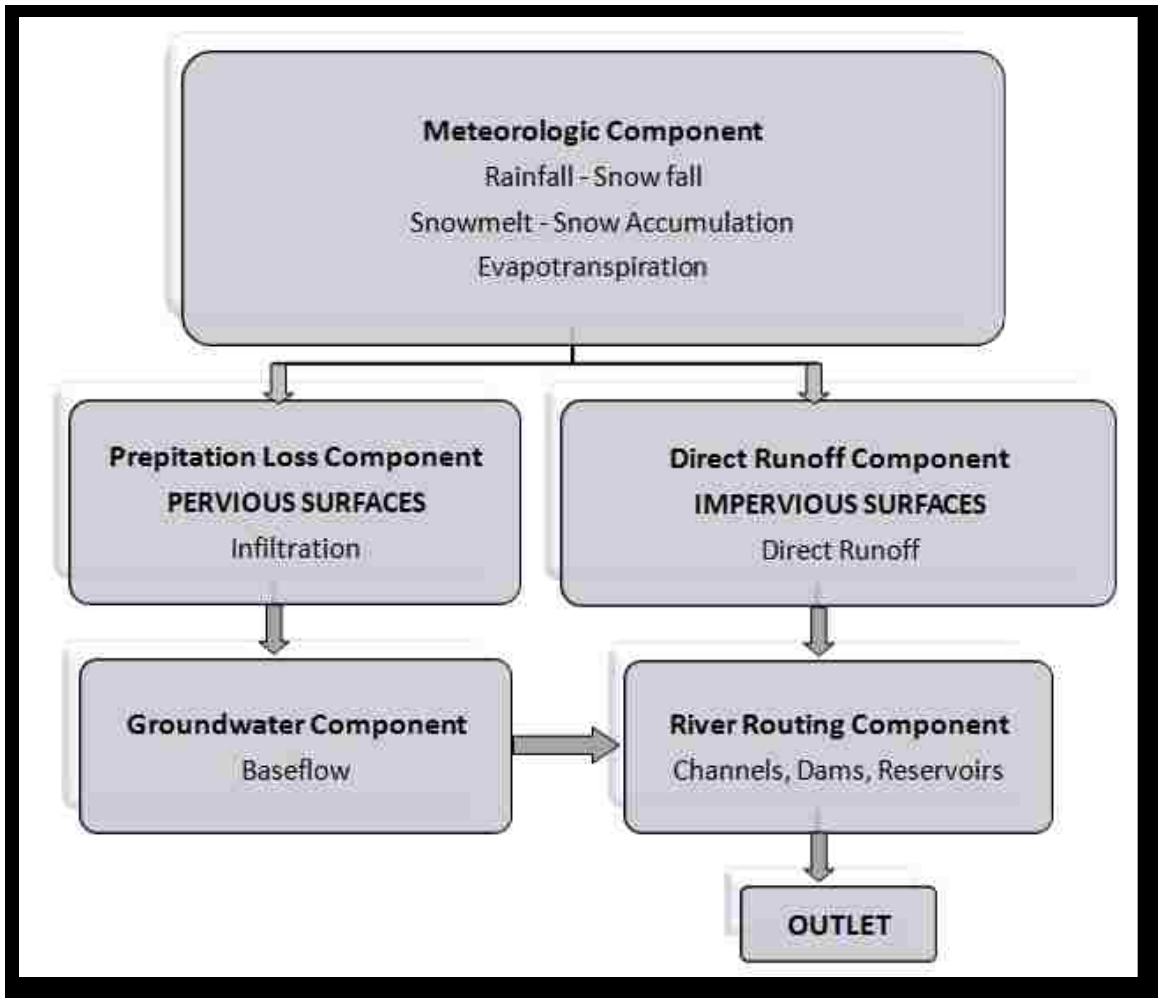 Meteorologic Component
Rainfall - Snow fall
Snowmelt - Snow Accumulation
Evapotranspiration
Prepitation Loss Component
PERVIOUS SURFACES
Infiltration
Direct Runoff Component
IMPERVIOUS SURFACES
Direct Runoff
Groundwater Component
Baseflow
River Routing Component
Channels, Dams, Reservoirs
OUTLET